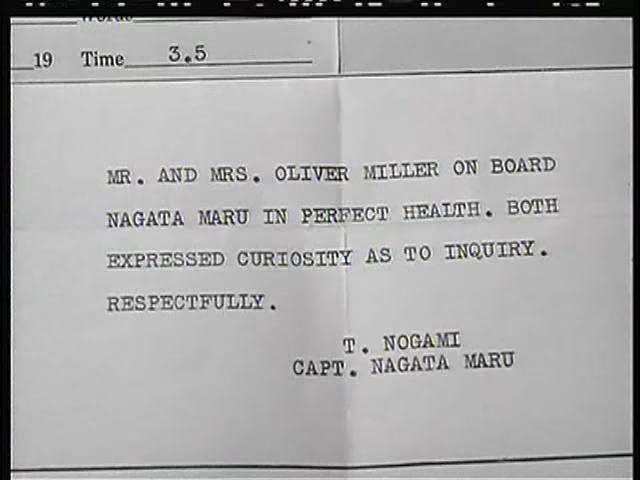 19 Time 3.5
MR. AND MRS. OLIVER MILLER ON BOARD
NAGATA MARU IN PERFECT HEALTH. BOTH
EXPRESSED CURIOSITY AS TO INQUIRY.
RESPECTFULLY.
T. NOGAMI
CAPT. NAGATA MARU